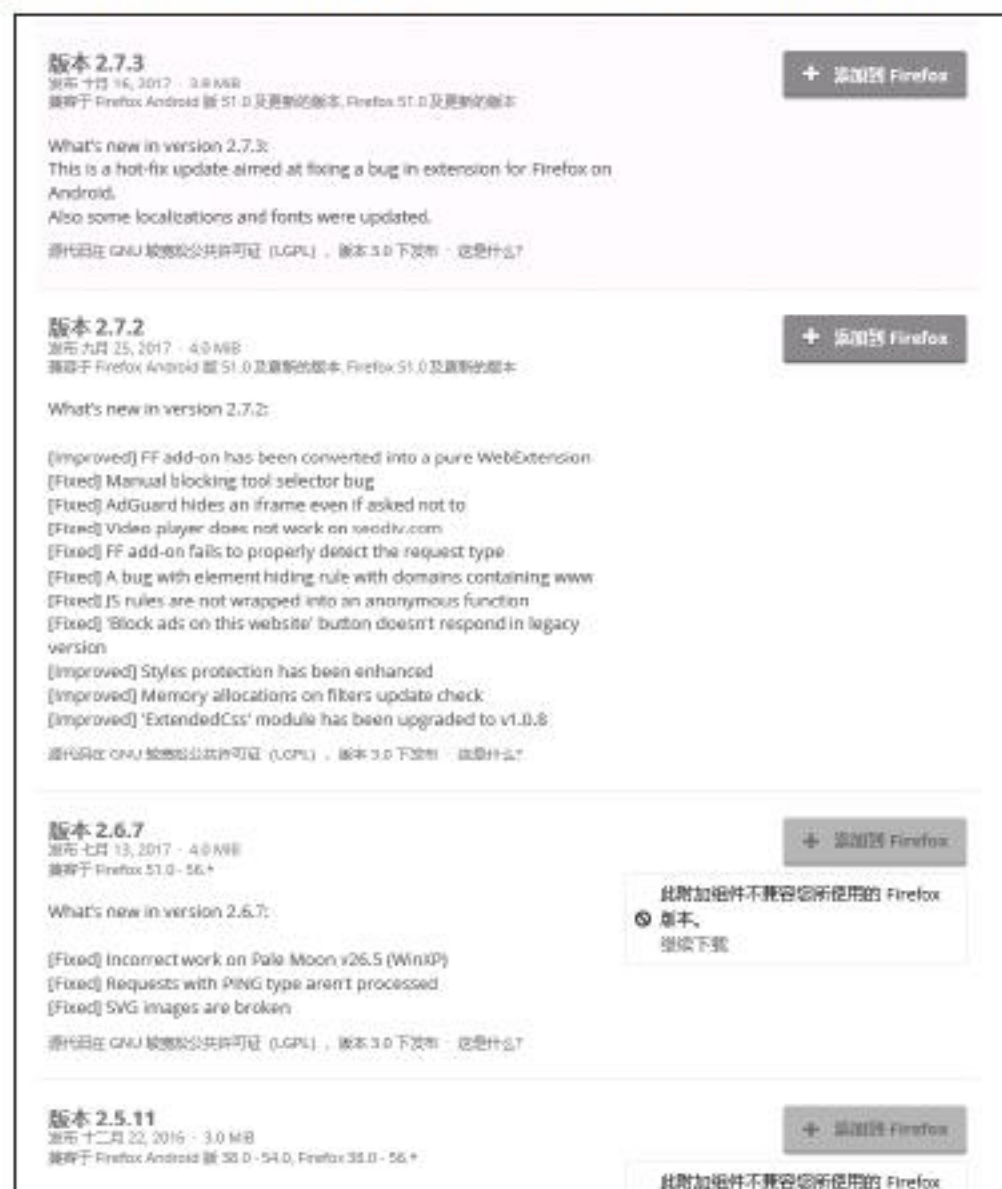 版本 2.7.3
发布 十月 16, 2017 · 3.9 MiB
兼容于 Firefox Android 版 51.0 及更新的版本, Firefox 51.0 及更新的版本
+ 添加到 Firefox
What's new in version 2.7.3:
This is a hot-fix update aimed at fixing a bug in extension for Firefox on
Android.
Also some localizations and fonts were updated.
源代码在 GNU 较宽松公共许可证 (LGPL) ，版本 3.0 下发布 · 这是什么?
版本 2.7.2
发布 九月 25, 2017 · 4.0 MiB
兼容于 Firefox Android 版 51.0 及更新的版本, Firefox 51.0 及更新的版本
+ 添加到 Firefox
What's new in version 2.7.2:
[Improved] FF add-on has been converted into a pure WebExtension
[Fixed] Manual blocking tool selector bug
[Fixed] AdGuard hides an iframe even if asked not to
[Fixed] Video player does not work on seodiv.com
[Fixed] FF add-on fails to properly detect the request type
[Fixed] A bug with element hiding rule with domains containing www
[Fixed] JS rules are not wrapped into an anonymous function
[Fixed] 'Block ads on this website' button doesn't respond in legacy
version
[Improved] Styles protection has been enhanced
[Improved] Memory allocations on filters update check
[Improved] 'ExtendedCss' module has been upgraded to v1.0.8
源代码在 GNU 较宽松公共许可证 (LGPL) ，版本 3.0 下发布 · 这是什么?
版本 2.6.7
发布 七月 13, 2017 · 4.0 MiB
兼容于 Firefox 51.0 - 56.*
+ 添加到 Firefox
此附加组件不兼容您所使用的 Firefox
版本。
继续下载
What's new in version 2.6.7:
[Fixed] Incorrect work on Pale Moon v26.5 (WinXP)
[Fixed] Requests with PING type aren't processed
[Fixed] SVG images are broken
源代码在 GNU 较宽松公共许可证 (LGPL) ，版本 3.0 下发布 · 这是什么?
版本 2.5.11
发布 十二月 22, 2016 · 3.0 MiB
兼容于 Firefox Android 版 38.0 - 54.0, Firefox 38.0 - 56.*
+ 添加到 Firefox
此附加组件不兼容您所使用的 Firefox